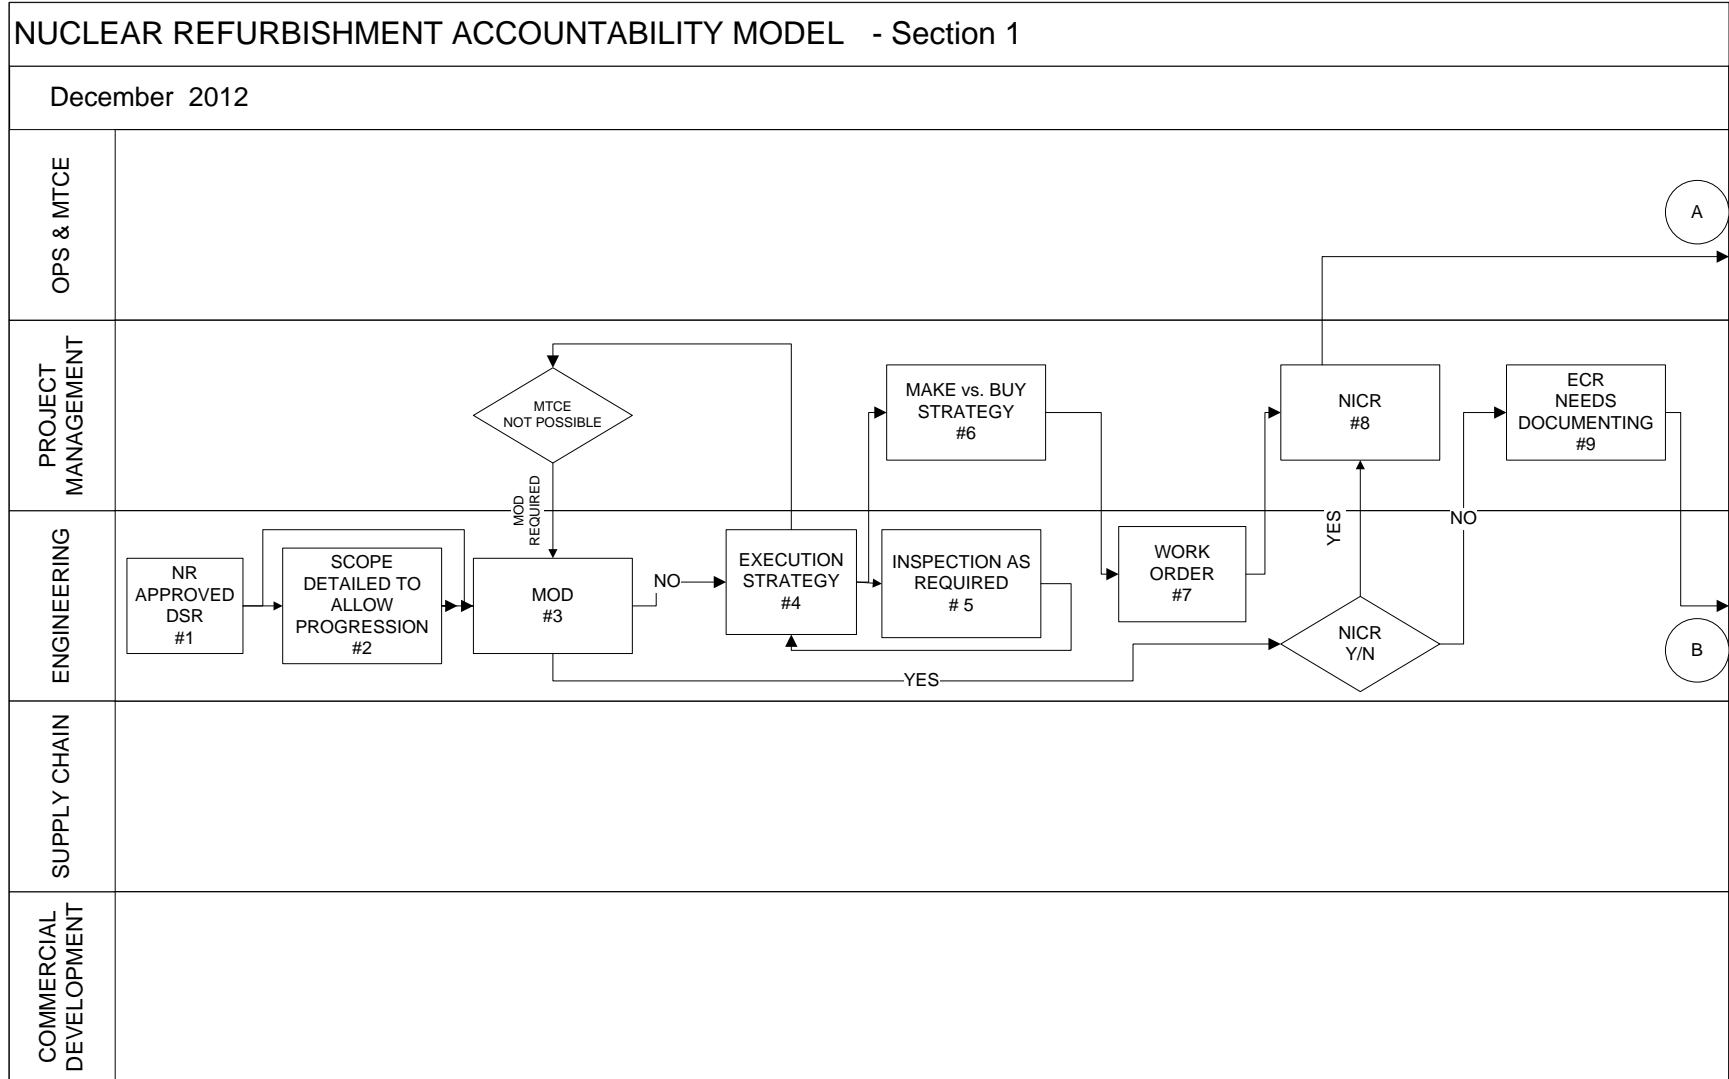 NUCLEAR REFURBISHMENT ACCOUNTABILITY MODEL - Section 1
December 2012
OPS & MTCE
A
PROJECT
MANAGEMENT
MTCE
NOT POSSIBLE
MOD
REQUIRED
MAKE vs. BUY
STRATEGY
#6
NICR
#8
ECR
NEEDS
DOCUMENTING
#9
ENGINEERING
NR
APPROVED
DSR
#1
SCOPE
DETAILED TO
ALLOW
PROGRESSION
#2
MOD
#3
NO
EXECUTION
STRATEGY
#4
INSPECTION AS
REQUIRED
# 5
WORK
ORDER
#7
YES
NO
NICR
Y/N
YES
B
SUPPLY CHAIN
COMMERCIAL
DEVELOPMENT